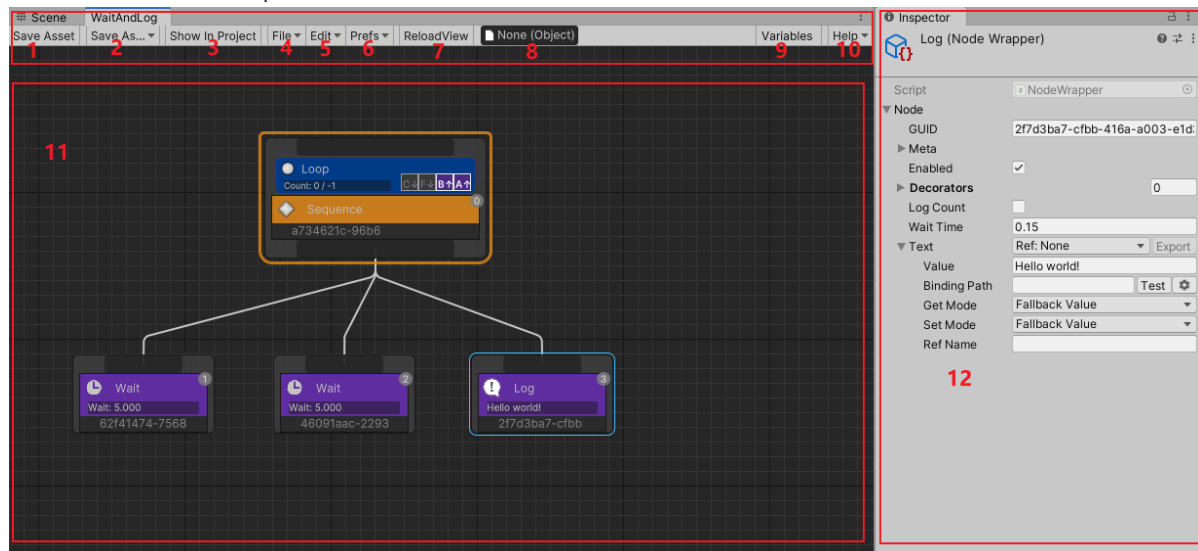 Scene WaitAndLog
Save Asset Save As... Show In Project File Edit Prefs ReloadView None (Object) Variables Help
1 2 3 4 5 6 7 8 9 10
11
Loop
Count: 0 / -1 C↓ F↓ B↑ A↑
0
Sequence
a734621c-96b6
1
Wait
Wait: 5.000
62f41474-7568
2
Wait
Wait: 5.000
46091aac-2293
3
Log
Hello world!
2f7d3ba7-cfbb
Inspector
Log (Node Wrapper)
Script NodeWrapper
Node
GUID 2f7d3ba7-cfbb-416a-a003-e1d
Meta
Enabled
Decorators 0
Log Count
Wait Time 0.15
Text Ref: None Export
Value Hello world!
Binding Path Test
Get Mode Fallback Value
Set Mode Fallback Value
Ref Name
12